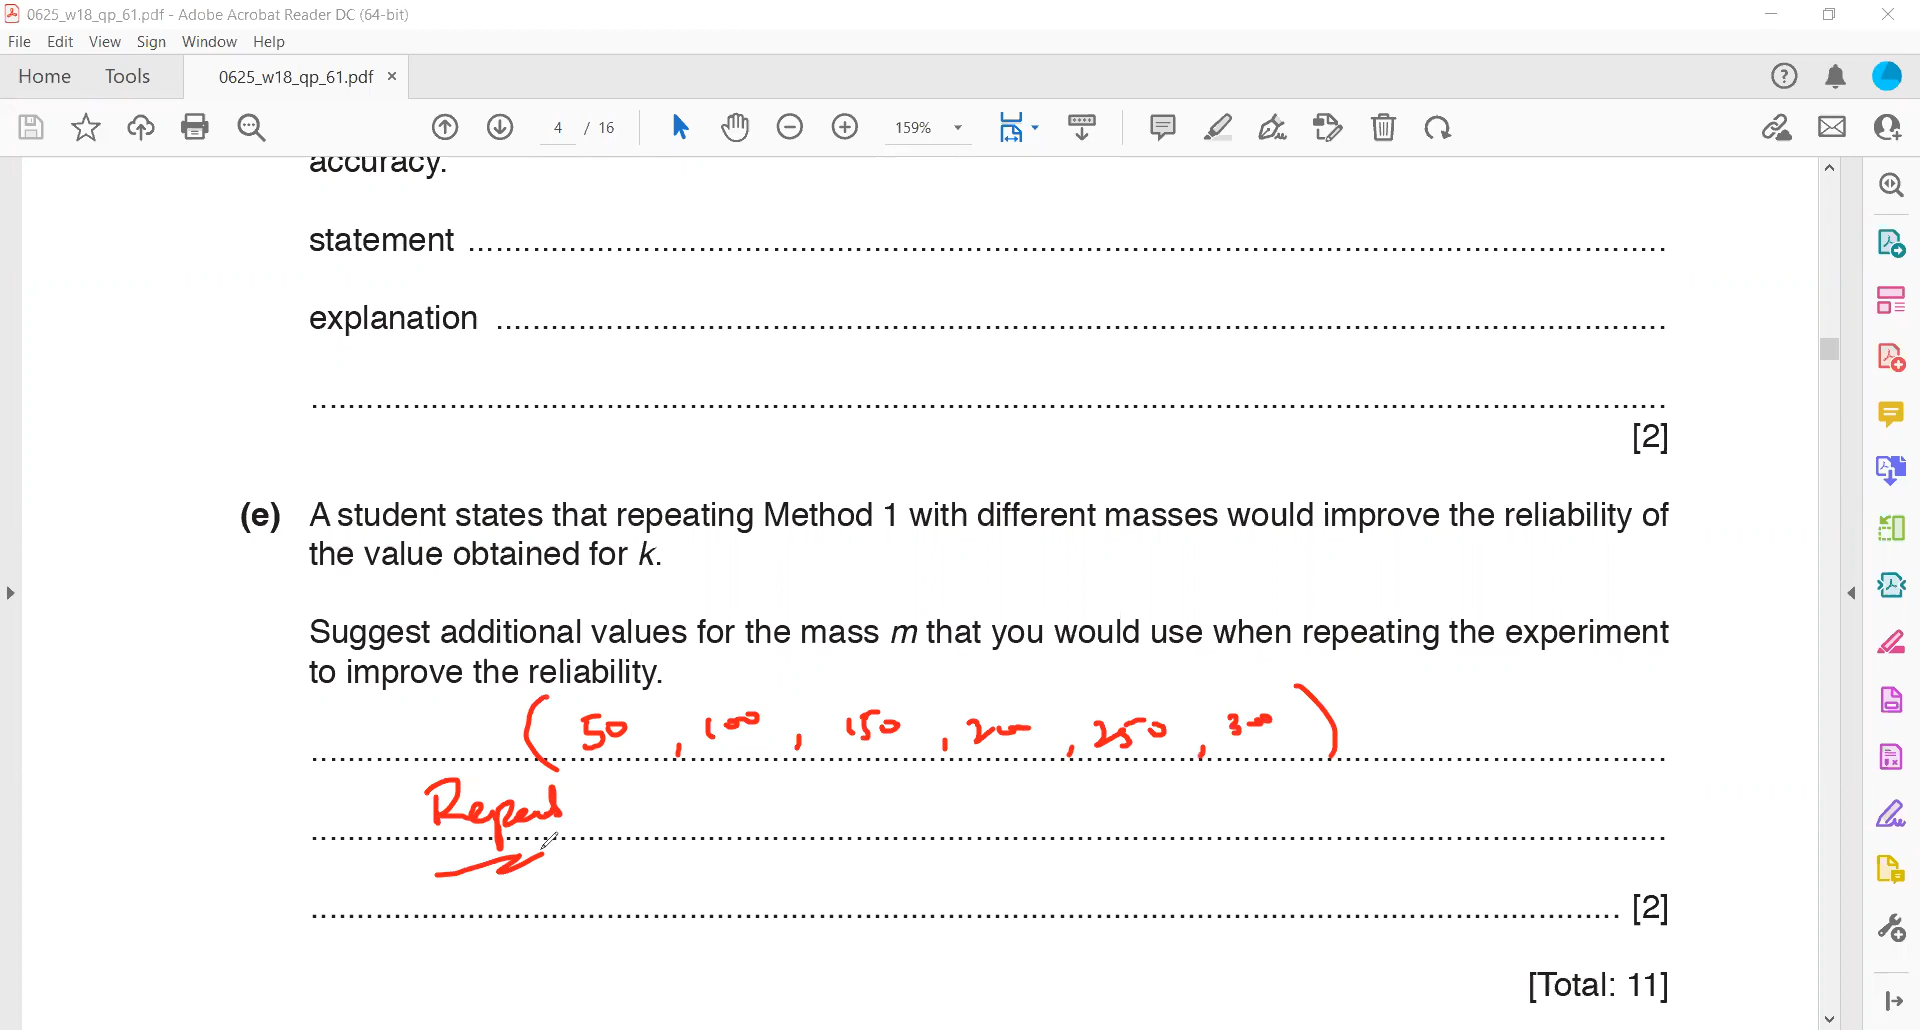 0625_w18_qp_61.pdf - Adobe Acrobat Reader DC (64-bit)
File Edit View Sign Window Help
Home Tools 0625_w18_qp_61.pdf ×
4 / 16 159%
accuracy.
statement ........................................................................
explanation ........................................................................
........................................................................
[2]
(e) A student states that repeating Method 1 with different masses would improve the reliability of
the value obtained for k.
Suggest additional values for the mass m that you would use when repeating the experiment
to improve the reliability.
(50, 100, 150, 200, 250, 300)
Repeat
........................................................................ [2]
[Total: 11]